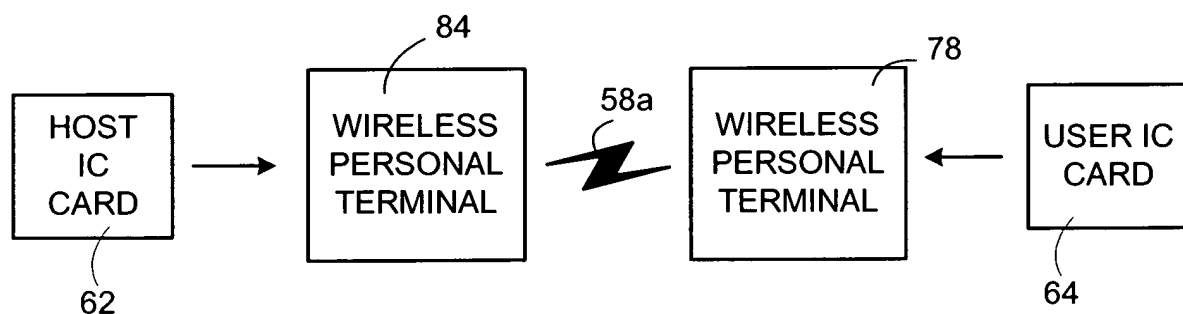 84
78
58a
HOST
IC
CARD
WIRELESS
PERSONAL
TERMINAL
WIRELESS
PERSONAL
TERMINAL
USER IC
CARD
62
64